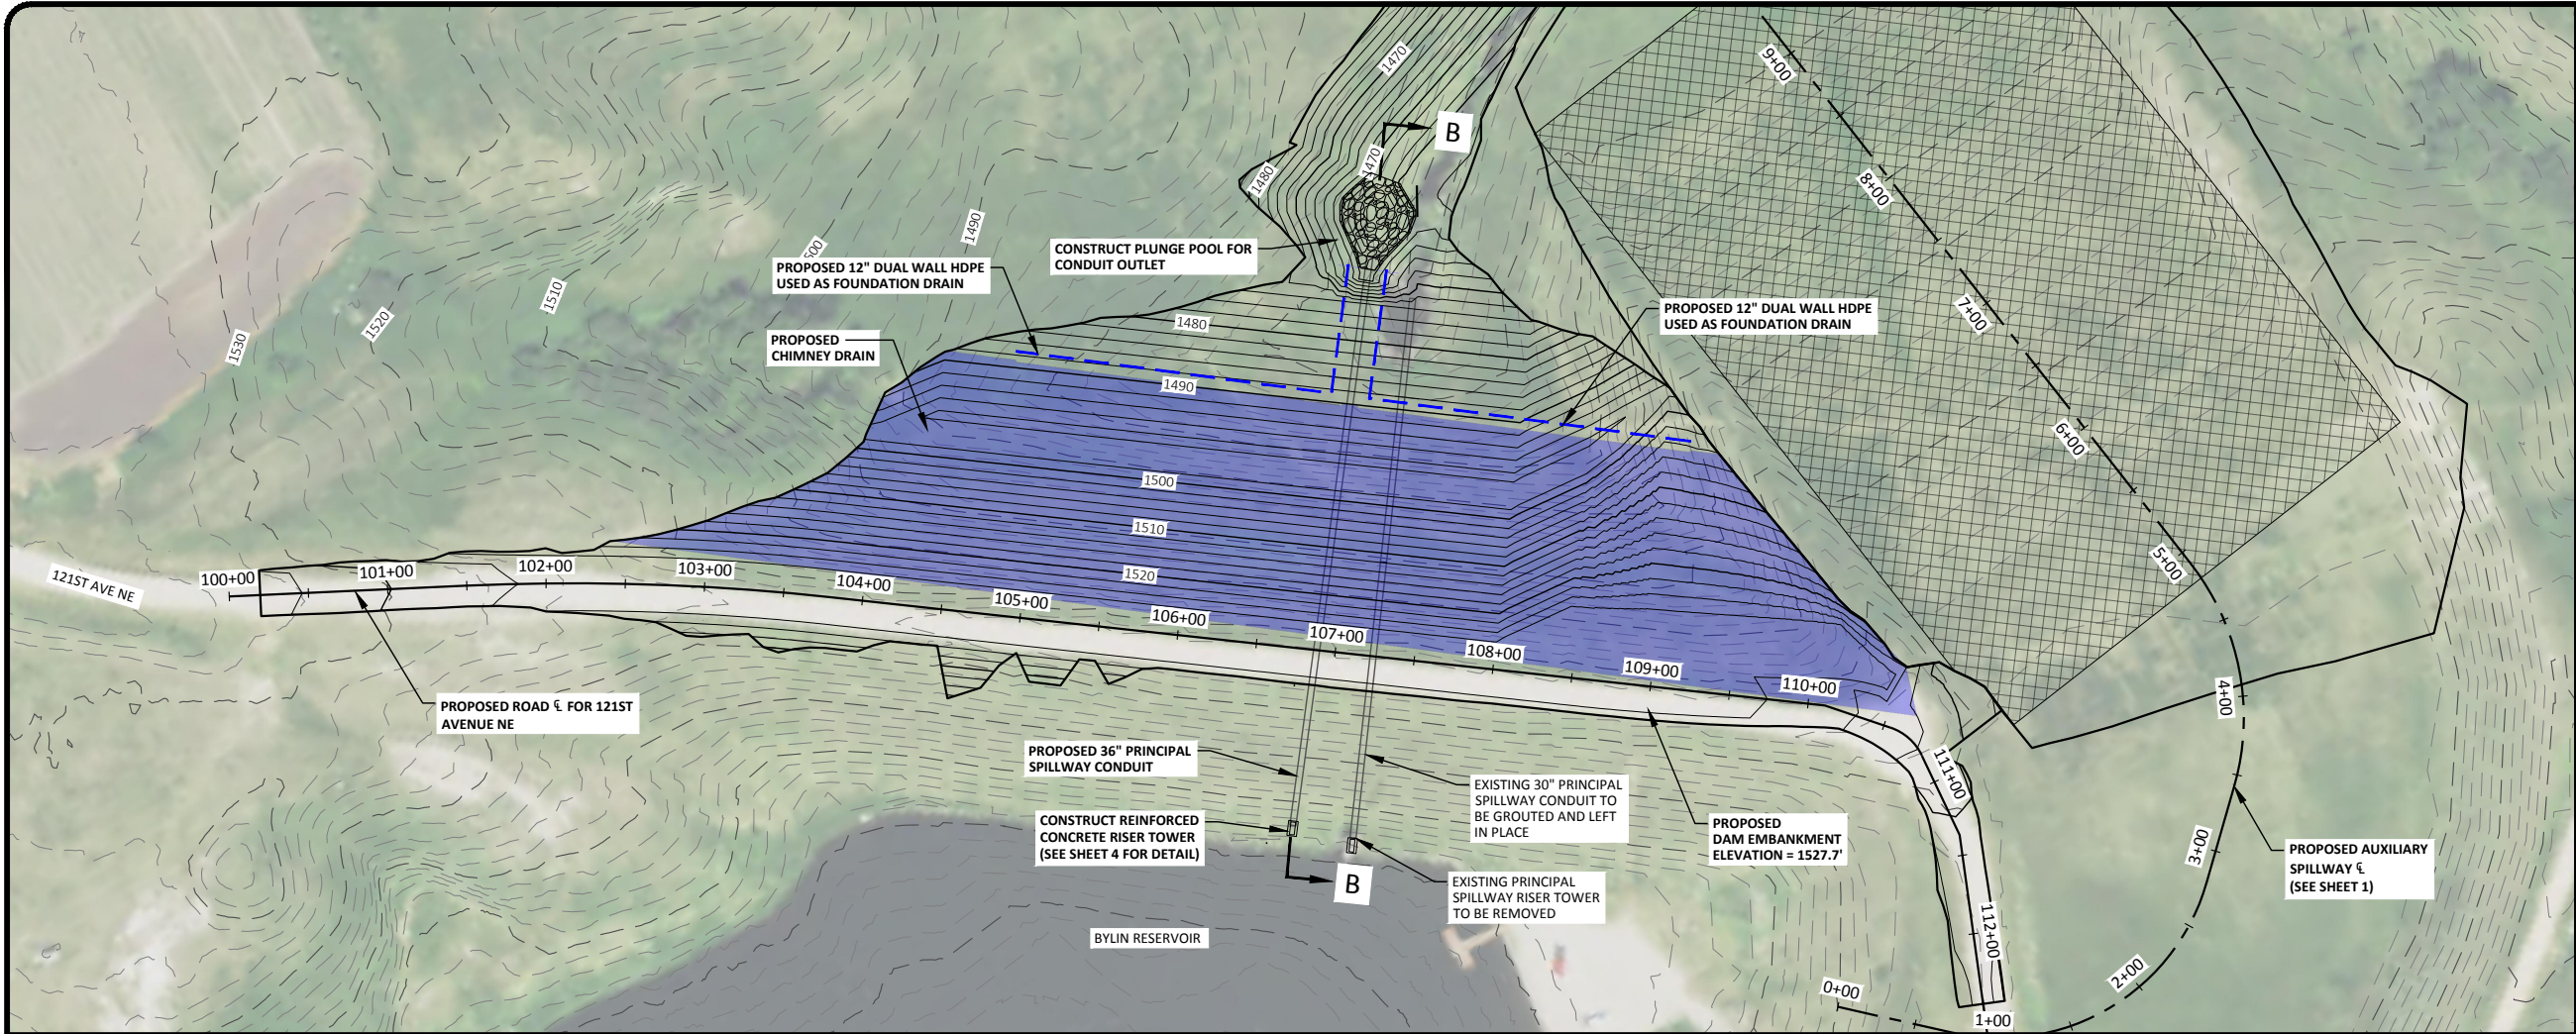 1470
9+00
B
1470
1480
8+00
1490
CONSTRUCT PLUNGE POOL FOR
CONDUIT OUTLET
500
PROPOSED 12" DUAL WALL HDPE
USED AS FOUNDATION DRAIN
1510
1520
1530
PROPOSED 12" DUAL WALL HDPE
USED AS FOUNDATION DRAIN
7+00
1480
PROPOSED
CHIMNEY DRAIN
1490
6+00
1500
1510
5+00
1520
121ST AVE NE
100+00
101+00
102+00
103+00
104+00
105+00
106+00
107+00
108+00
109+00
110+00
4+00
PROPOSED ROAD ℄ FOR 121ST
AVENUE NE
PROPOSED 36" PRINCIPAL
SPILLWAY CONDUIT
EXISTING 30" PRINCIPAL
SPILLWAY CONDUIT TO
BE GROUTED AND LEFT
IN PLACE
111+00
CONSTRUCT REINFORCED
CONCRETE RISER TOWER
(SEE SHEET 4 FOR DETAIL)
PROPOSED
DAM EMBANKMENT
ELEVATION = 1527.7'
3+00
PROPOSED AUXILIARY
SPILLWAY ℄
(SEE SHEET 1)
B
EXISTING PRINCIPAL
SPILLWAY RISER TOWER
TO BE REMOVED
BYLIN RESERVOIR
112+00
2+00
0+00
1+00